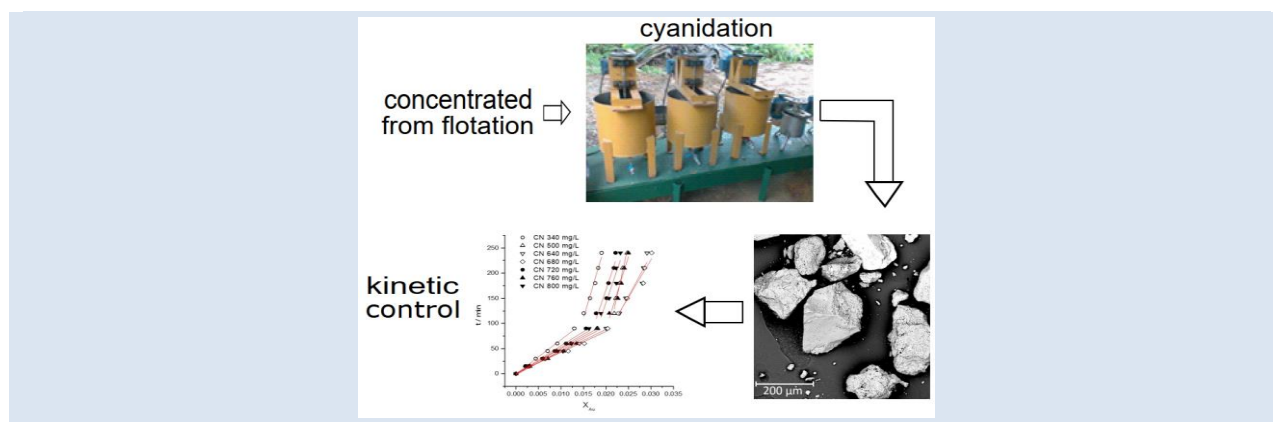 cyanidation
concentrated
from flotation
CN 340 mg/L
CN 500 mg/L
CN 640 mg/L
CN 680 mg/L
CN 720 mg/L
CN 760 mg/L
CN 800 mg/L
kinetic
control
t / min
250
200
150
100
50
0
0.000 0.005 0.010 0.015 0.020 0.025 0.030 0.035
X
200 µm